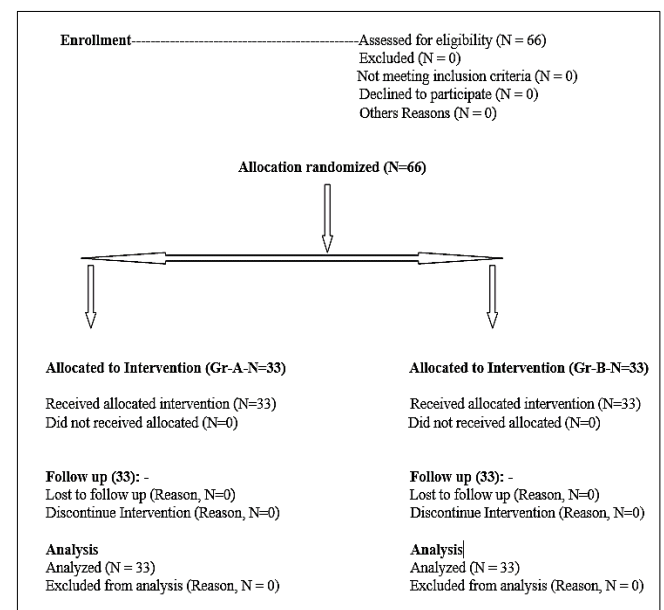 Enrollment----------------------------------------------Assessed for eligibility (N = 66)
Excluded (N = 0)
Not meeting inclusion criteria (N = 0)
Declined to participate (N = 0)
Others Reasons (N = 0)
Allocation randomized (N=66)
Allocated to Intervention (Gr-A-N=33)
Received allocated intervention (N=33)
Did not received allocated (N=0)
Follow up (33): -
Lost to follow up (Reason, N=0)
Discontinue Intervention (Reason, N=0)
Analysis
Analyzed (N = 33)
Excluded from analysis (Reason, N = 0)
Allocated to Intervention (Gr-B-N=33)
Received allocated intervention (N=33)
Did not received allocated (N=0)
Follow up (33): -
Lost to follow up (Reason, N=0)
Discontinue Intervention (Reason, N=0)
Analysis
Analyzed (N = 33)
Excluded from analysis (Reason, N = 0)